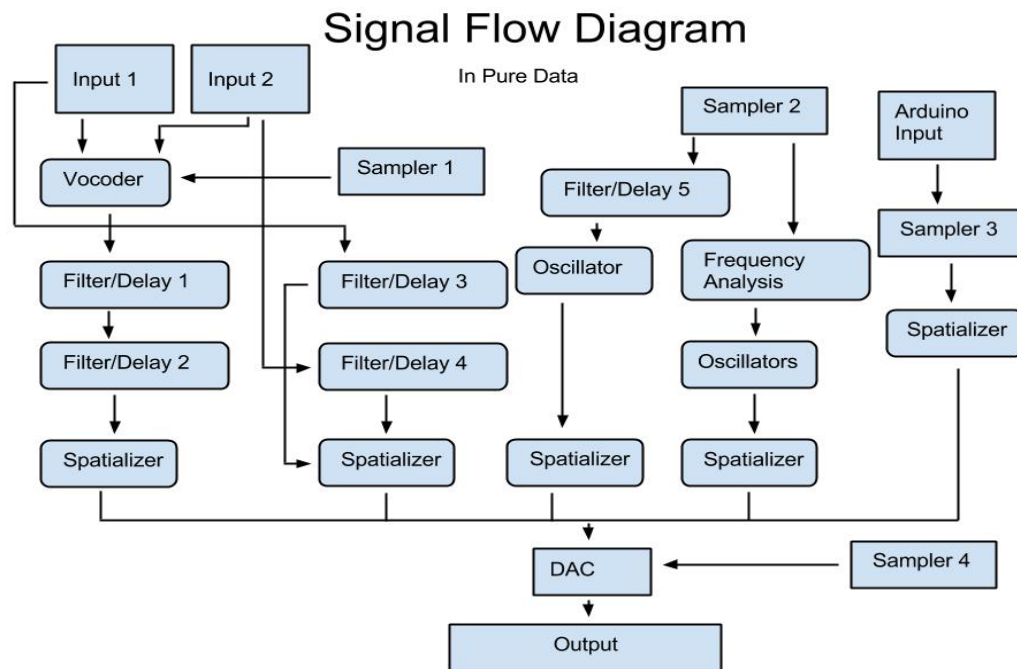 Signal Flow Diagram
In Pure Data
Input 1
Input 2
Sampler 2
Arduino
Input
Vocoder
Sampler 1
Filter/Delay 5
Sampler 3
Filter/Delay 1
Filter/Delay 3
Oscillator
Frequency
Analysis
Spatializer
Filter/Delay 2
Filter/Delay 4
Oscillators
Spatializer
Spatializer
Spatializer
Spatializer
DAC
Sampler 4
Output